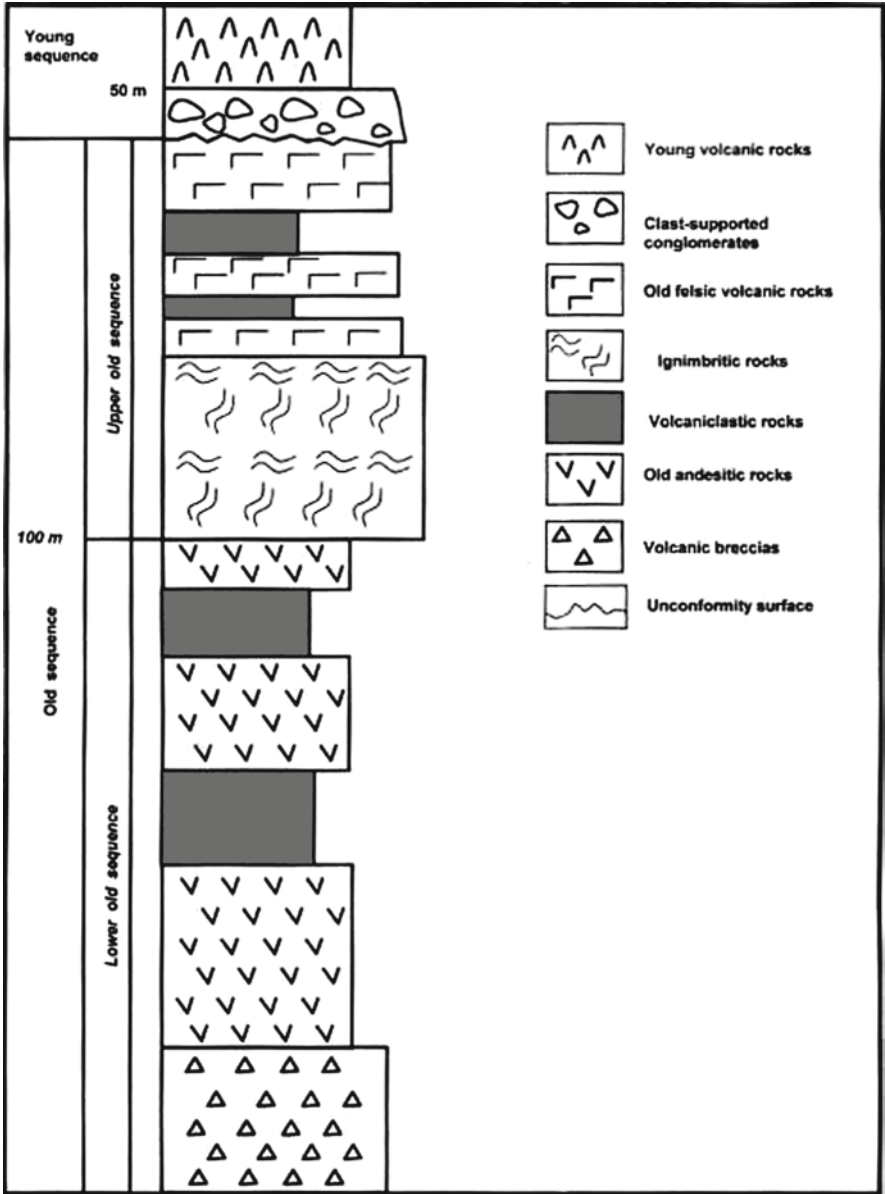 Young
sequence
50 m
Upper old sequence
100 m
Old sequence
Lower old sequence
Young volcanic rocks
Clast-supported
conglomerates
Old felsic volcanic rocks
Ignimbritic rocks
Volcaniclastic rocks
Old andesitic rocks
Volcanic breccias
Unconformity surface